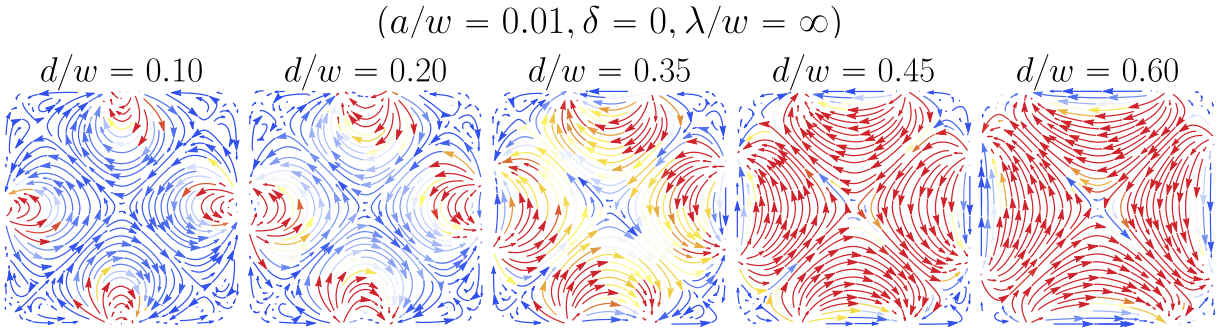 (a/w = 0.01, δ = 0, λ/w = ∞)
d/w = 0.10 d/w = 0.20 d/w = 0.35 d/w = 0.45 d/w = 0.60